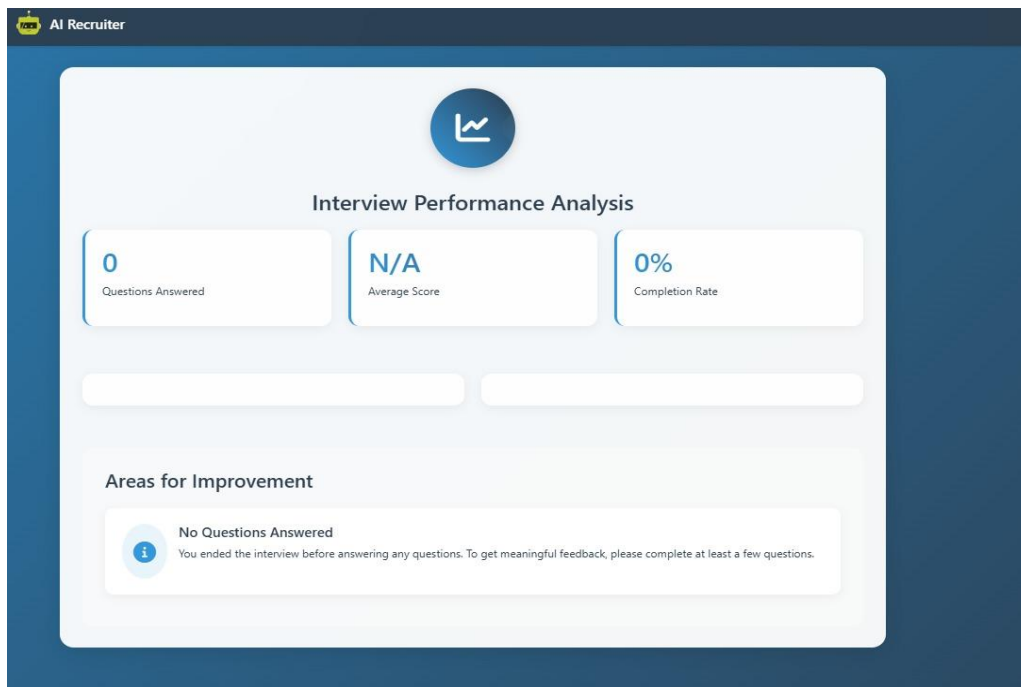 AI Recruiter
Interview Performance Analysis
0
Questions Answered
N/A
Average Score
0%
Completion Rate
Areas for Improvement
No Questions Answered
You ended the interview before answering any questions. To get meaningful feedback, please complete at least a few questions.